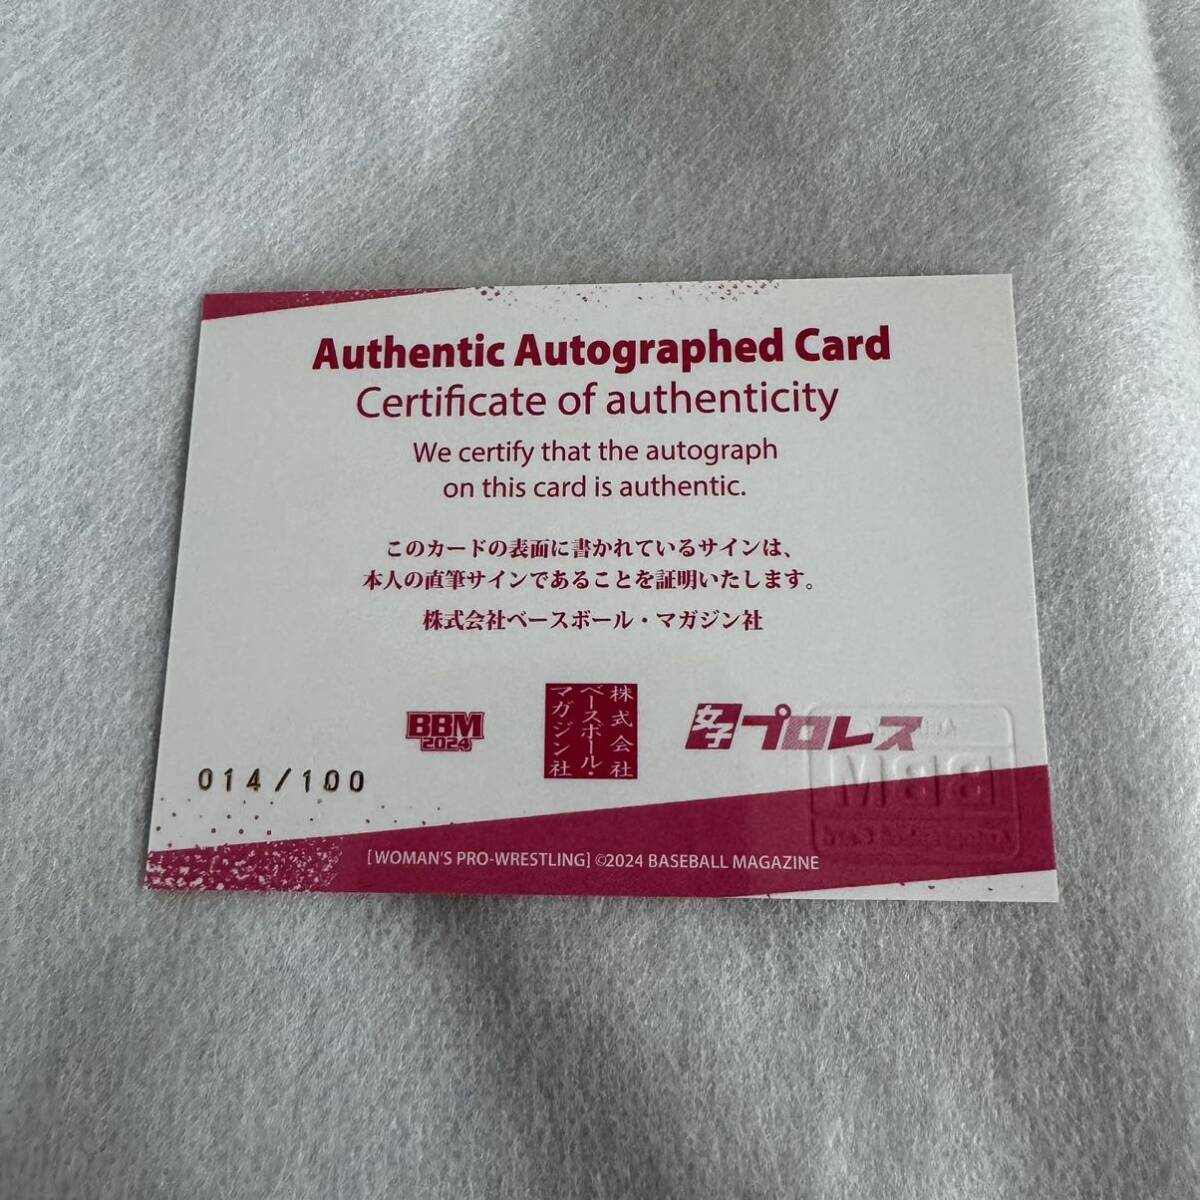 Authentic Autographed Card
Certificate of authenticity
We certify that the autograph
on this card is authentic.
このカードの表面に書かれているサインは、
本人の直筆サインであることを証明いたします。
株式会社ベースボール・マガジン社
BBM
2024
株式会社
ベースボール・
マガジン社
女子プロレス
BBM
Autographed Card
014/100
[WOMAN'S PRO-WRESTLING] ©2024 BASEBALL MAGAZINE